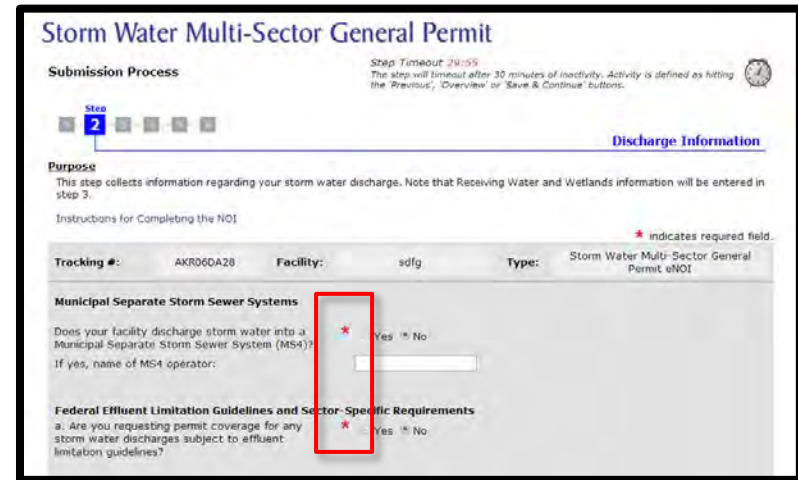 Storm Water Multi-Sector General Permit
Submission Process
Step Timeout 29:55
The step will timeout after 30 minutes of inactivity. Activity is defined as hitting
the 'Previous', 'Overview' or 'Save & Continue' buttons.
Step
2
Discharge Information
Purpose
This step collects information regarding your storm water discharge. Note that Receiving Water and Wetlands information will be entered in
step 3.
Instructions for Completing the NOI
* indicates required field.
Tracking #: AKR06DA28 Facility: sdfg Type: Storm Water Multi-Sector General
Permit eNOI
Municipal Separate Storm Sewer Systems
Does your facility discharge storm water into a * Yes No
Municipal Separate Storm Sewer System (MS4)?
If yes, name of MS4 operator:
Federal Effluent Limitation Guidelines and Sector-Specific Requirements
a. Are you requesting permit coverage for any * Yes No
storm water discharges subject to effluent
limitation guidelines?